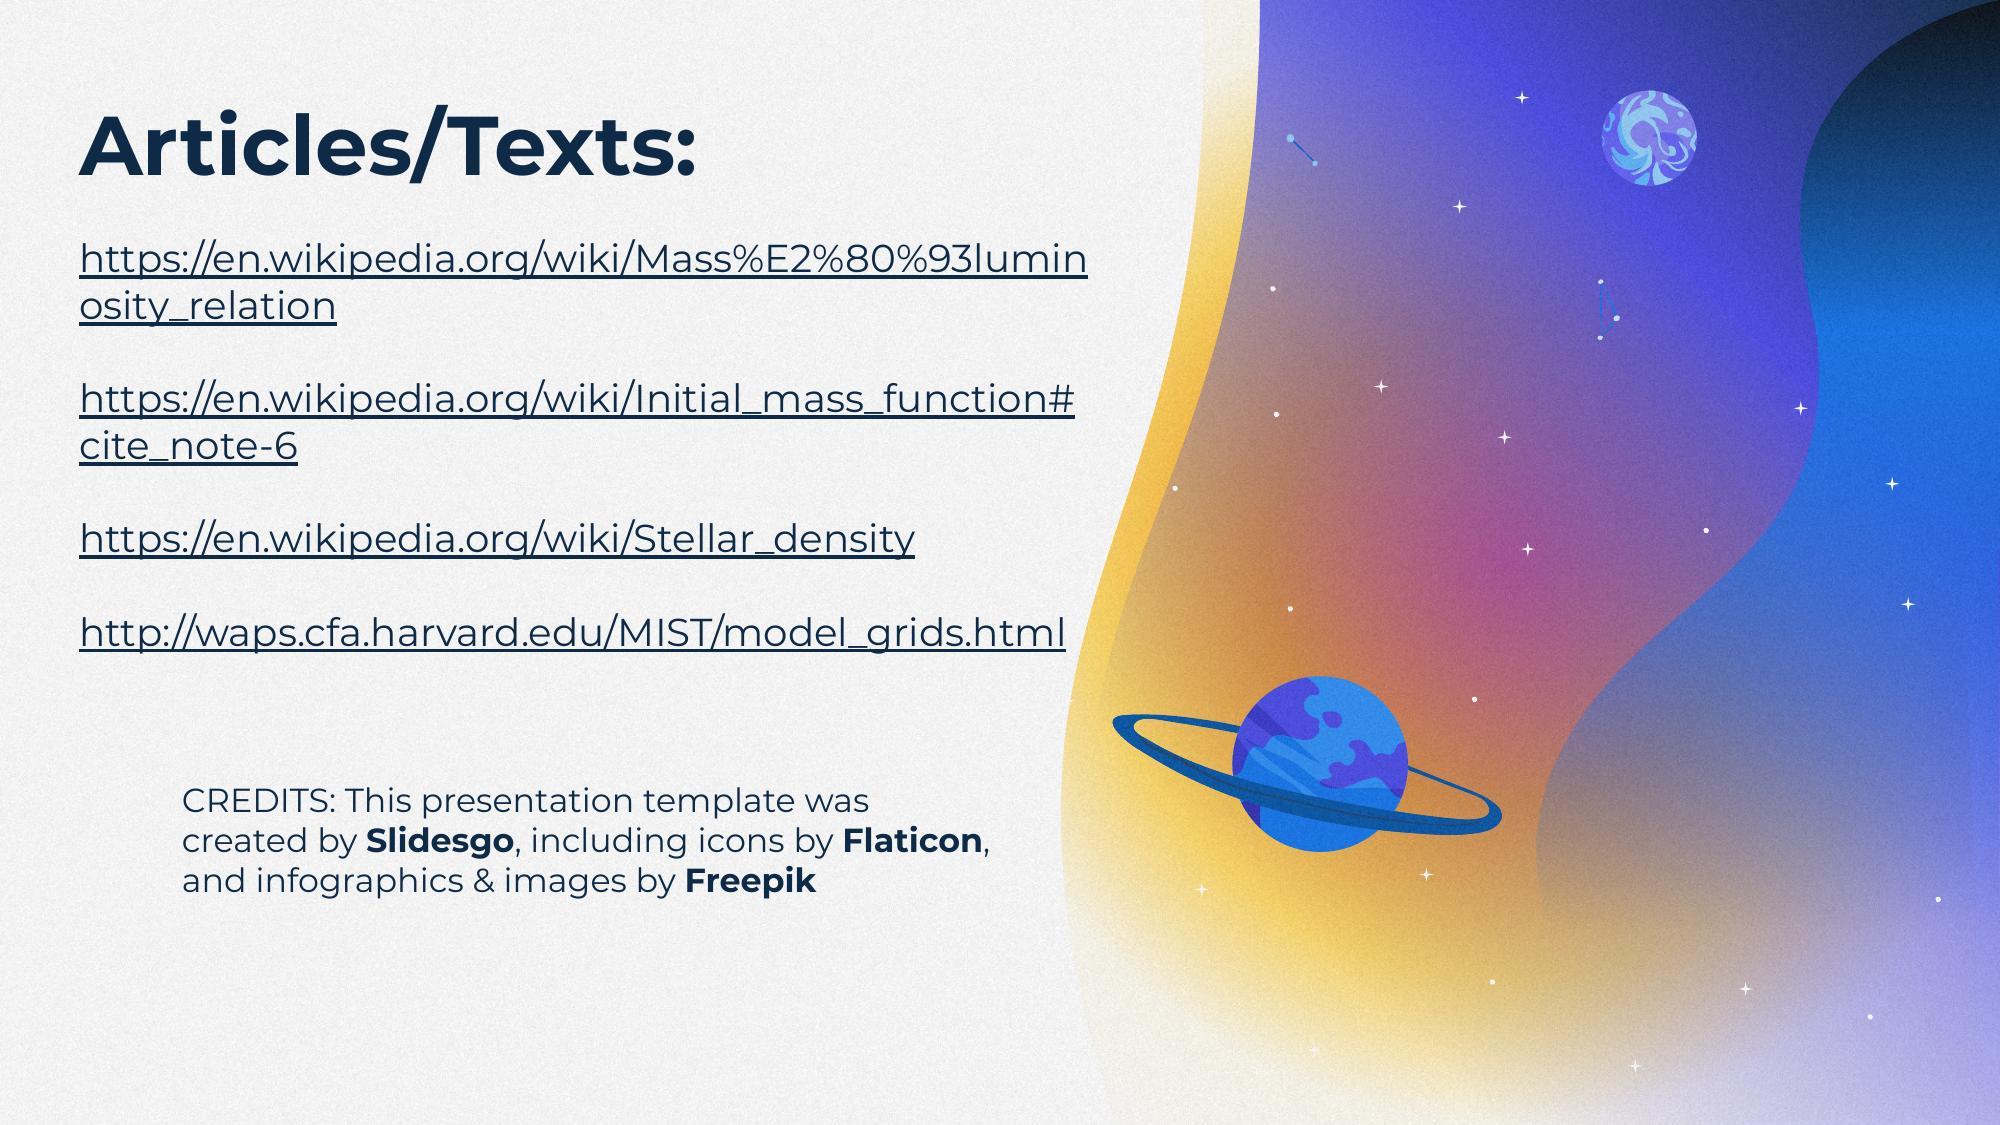 Articles/Texts:
https://en.wikipedia.org/wiki/Mass%E2%80%93lumin
osity_relation
https://en.wikipedia.org/wiki/Initial_mass_function#
cite_note-6
https://en.wikipedia.org/wiki/Stellar_density
http://waps.cfa.harvard.edu/MIST/model_grids.html
CREDITS: This presentation template was
created by Slidesgo, including icons by Flaticon,
and infographics & images by Freepik